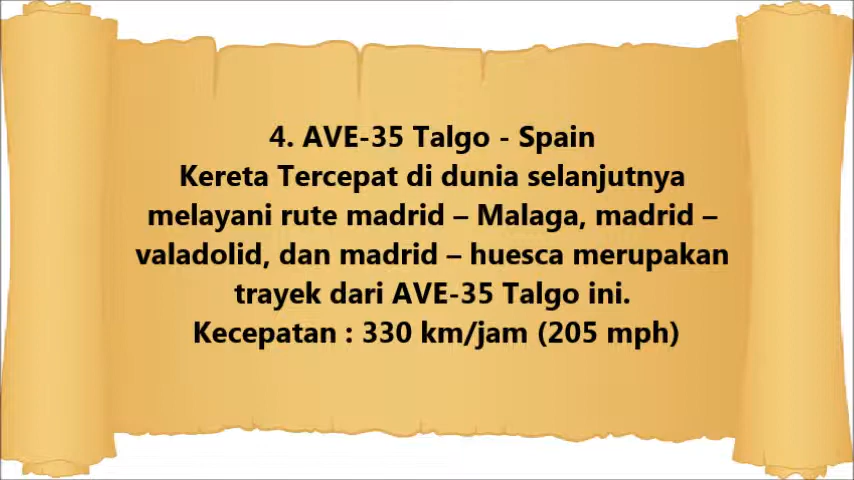 4. AVE-35 Talgo - Spain
Kereta Tercepat di dunia selanjutnya
melayani rute madrid – Malaga, madrid –
valadolid, dan madrid – huesca merupakan
trayek dari AVE-35 Talgo ini.
Kecepatan : 330 km/jam (205 mph)